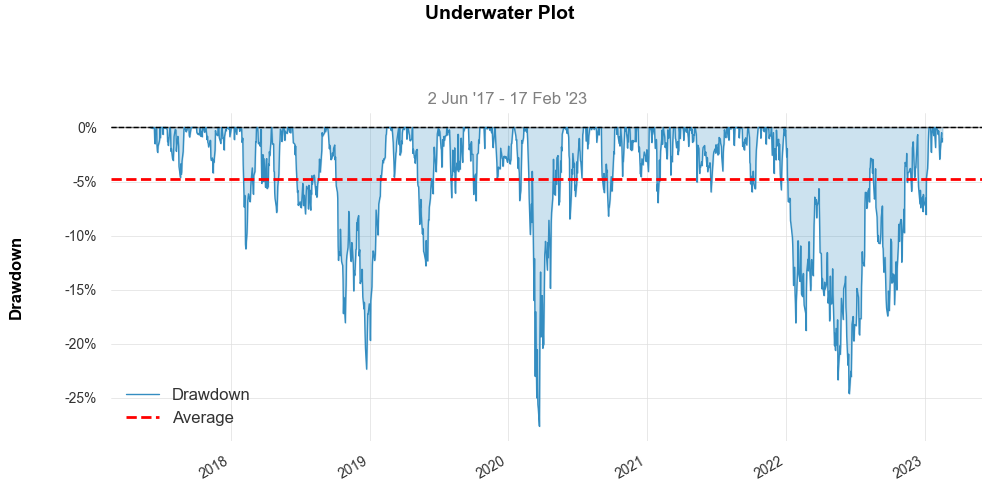 Underwater Plot
2 Jun '17 - 17 Feb '23
0%
-5%
-10%
-15%
-20%
-25%
Drawdown
Drawdown
Average
2018
2019
2020
2021
2022
2023